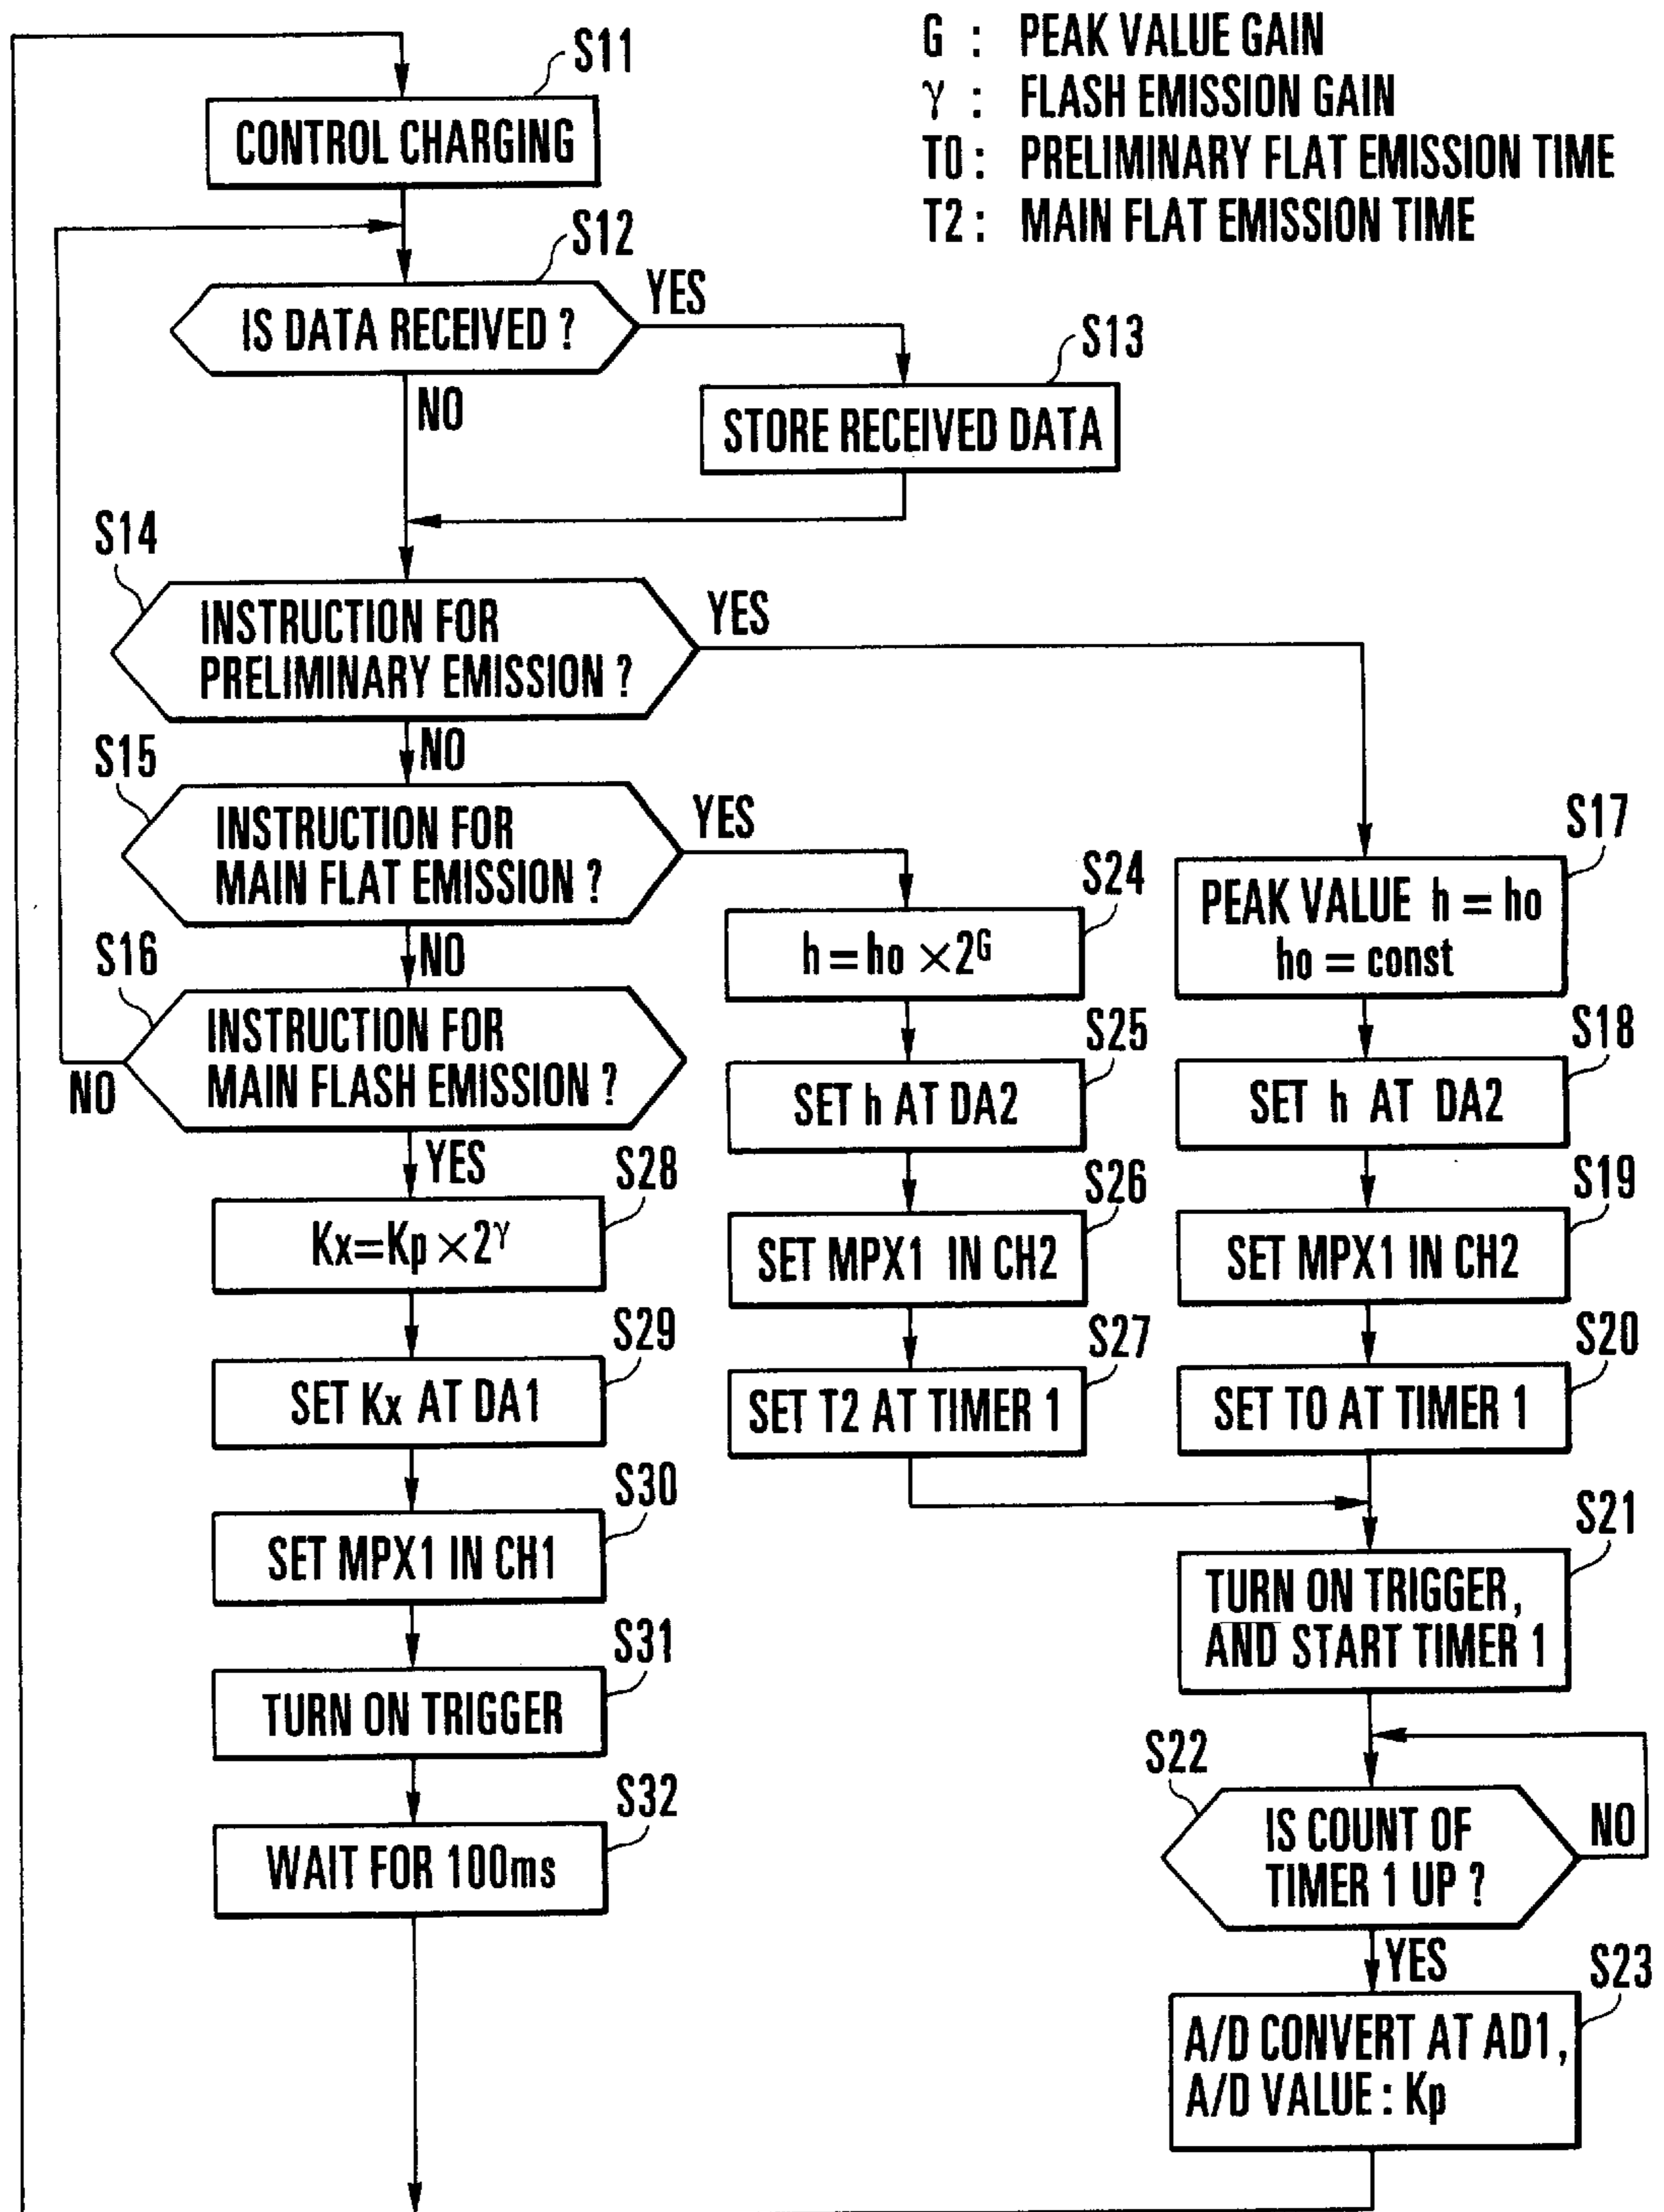 G : PEAK VALUE GAIN
γ : FLASH EMISSION GAIN
T0 : PRELIMINARY FLAT EMISSION TIME
T2 : MAIN FLAT EMISSION TIME
S11
CONTROL CHARGING
S12
IS DATA RECEIVED ?
YES
NO
S13
STORE RECEIVED DATA
S14
INSTRUCTION FOR
PRELIMINARY EMISSION ?
YES
NO
S15
INSTRUCTION FOR
MAIN FLAT EMISSION ?
YES
NO
S16
INSTRUCTION FOR
MAIN FLASH EMISSION ?
NO
YES
S17
PEAK VALUE h = ho
ho = const
S18
SET h AT DA2
S19
SET MPX1 IN CH2
S20
SET T0 AT TIMER 1
S24
h = ho × 2^G
S25
SET h AT DA2
S26
SET MPX1 IN CH2
S27
SET T2 AT TIMER 1
S28
Kx = Kp × 2^γ
S29
SET Kx AT DA1
S30
SET MPX1 IN CH1
S31
TURN ON TRIGGER
S32
WAIT FOR 100ms
S21
TURN ON TRIGGER,
AND START TIMER 1
S22
IS COUNT OF
TIMER 1 UP ?
NO
YES
S23
A/D CONVERT AT AD1,
A/D VALUE : Kp